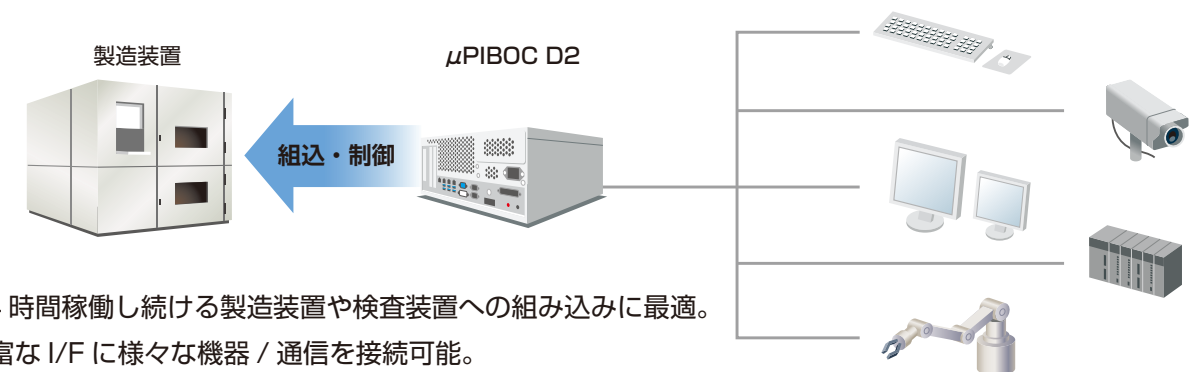 製造装置
μPIBOC D2
組込・制御
時間稼働し続ける製造装置や検査装置への組み込みに最適。
富な I/F に様々な機器 / 通信を接続可能。